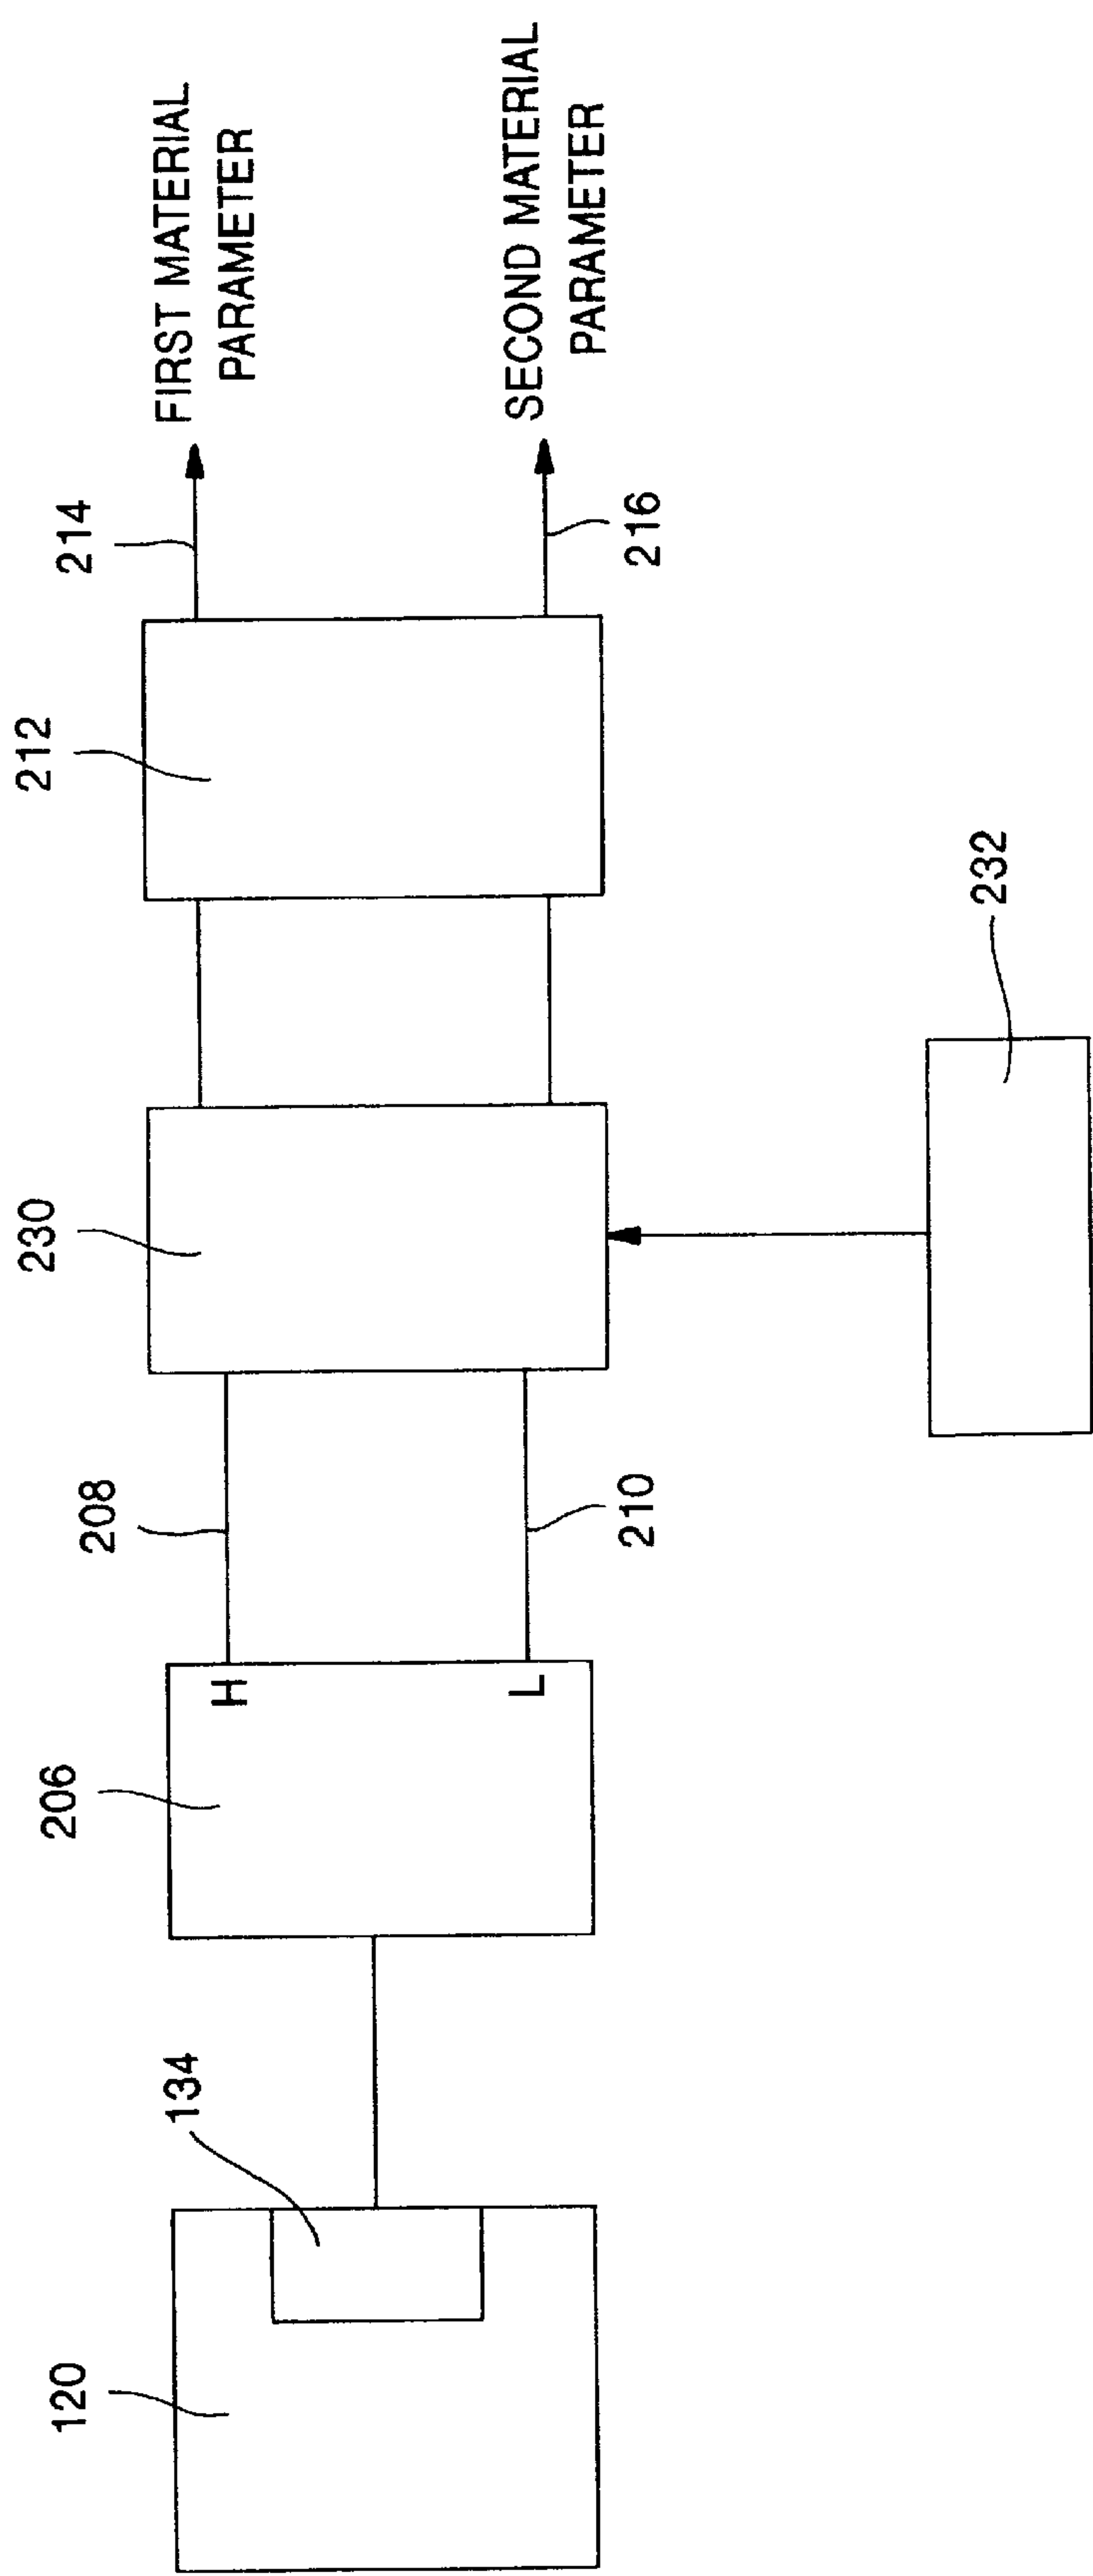 120
134
206
H
L
208
210
230
232
212
214
216
FIRST MATERIAL
PARAMETER
SECOND MATERIAL
PARAMETER